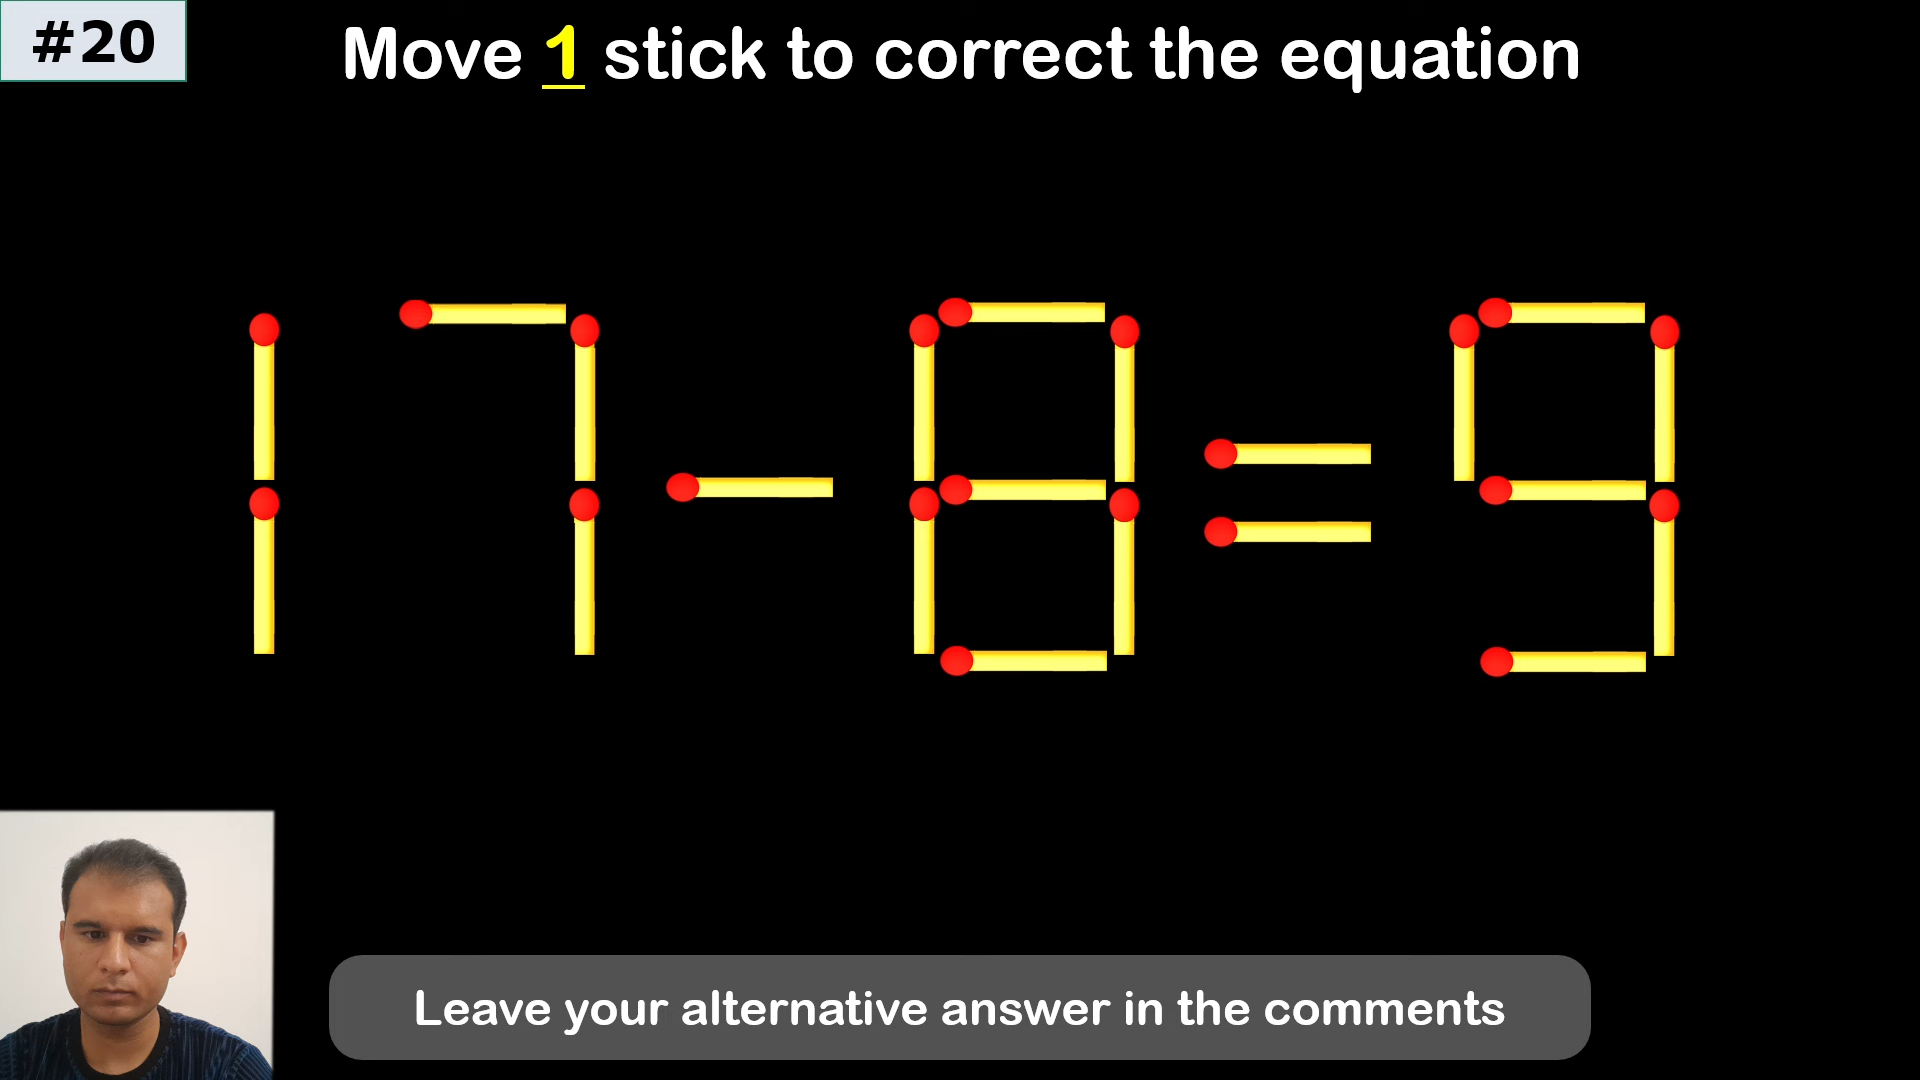 #20
Move 1 stick to correct the equation
17-8=9
Leave your alternative answer in the comments